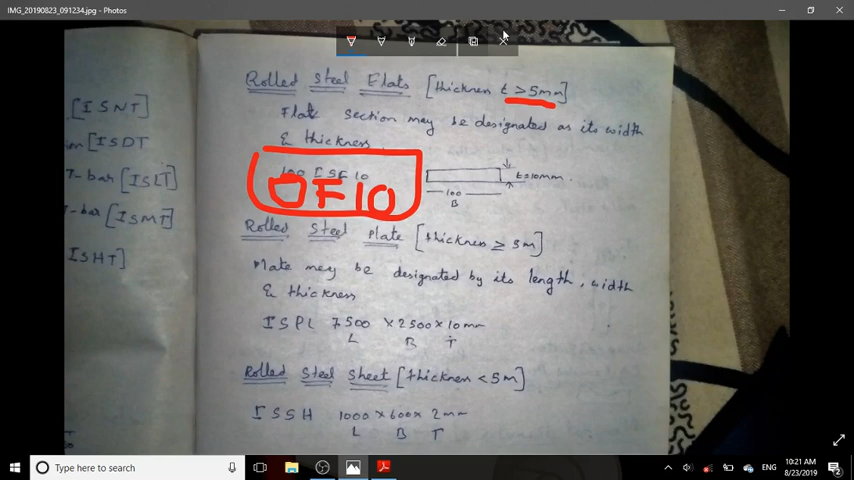 IMG_20190823_091234.jpg - Photos
[ISNT]
[ISDT
T-bar [ISLT]
T-bar [ISMT]
ISHT]
Rolled Steel Flats [thickness t > 5mm]
Flat section may be designated as its width
& thickness.
100 ISF 10
OF10
t=10mm.
100
B
Rolled Steel Plate [thickness ≥ 5m]
Plate may be designated by its length, width
& thickness
ISPL 7500 × 2500 × 10 mm
L B T
Rolled Steel Sheet [thickness < 5m]
ISSH 1000 × 600 × 2mm
L B T
Type here to search
ENG
10:21 AM
8/23/2019
2